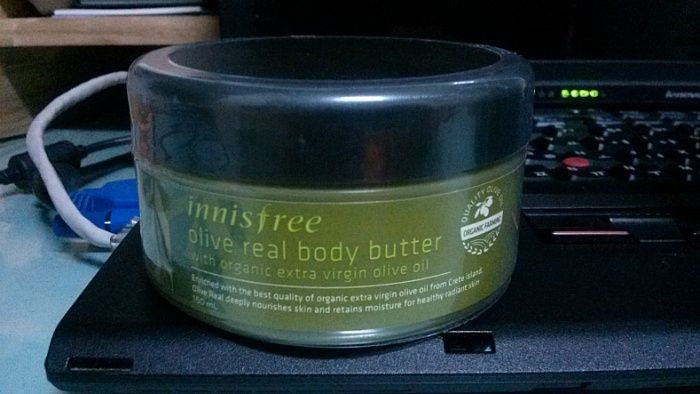 innisfree
olive real body butter
with organic extra virgin olive oil
Enriched with the best quality of organic extra virgin olive oil from Crete island.
Olive Real deeply nourishes skin and retains moisture for healthy radiant skin
150 mL
QUALITY OLIVE
ORGANIC FARMING